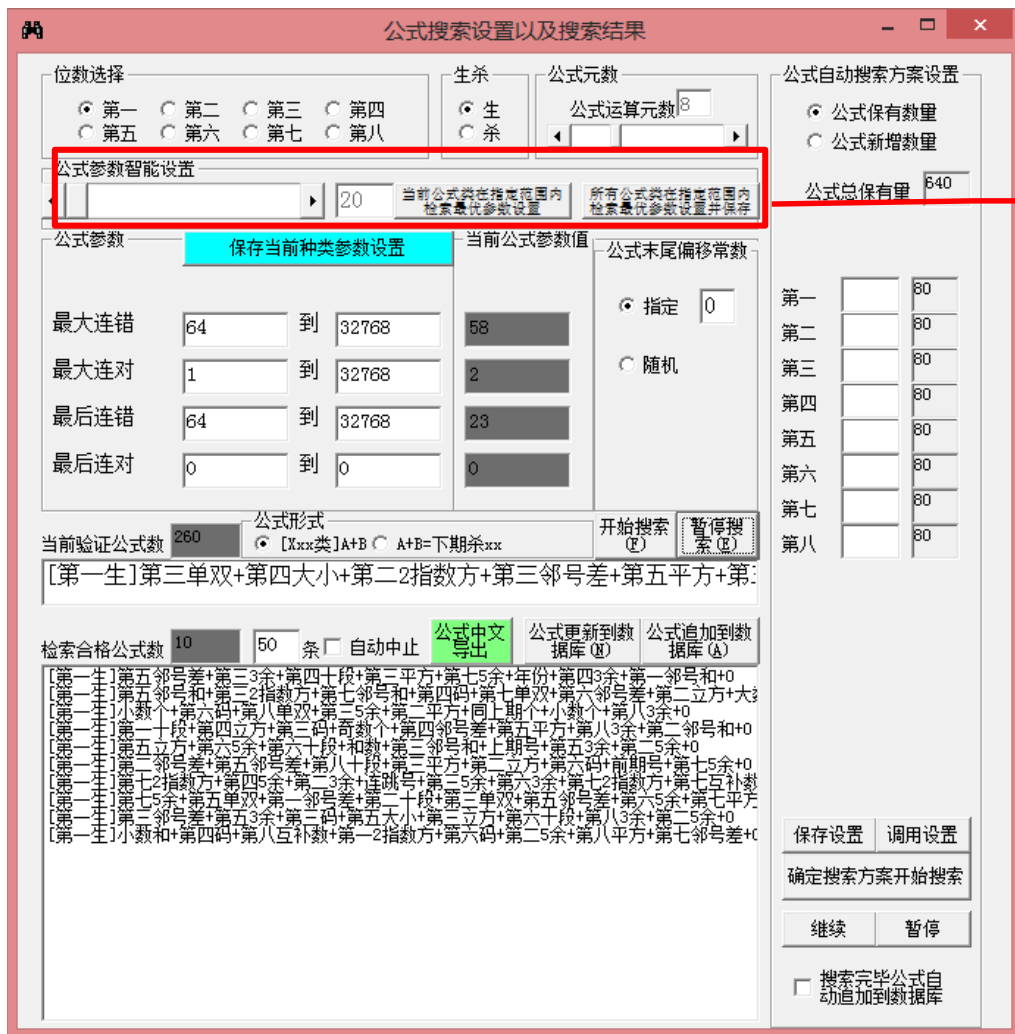 公式搜索设置以及搜索结果
位数选择
第一 第二 第三 第四
第五 第六 第七 第八
生杀
生
杀
公式元数
公式运算元数 8
公式自动搜索方案设置
公式保有数量
公式新增数量
公式总保有量 640
公式参数智能设置
20
当前公式类在指定范围内
检索最优参数设置
所有公式类在指定范围内
检索最优参数设置并保存
公式参数
保存当前种类参数设置
当前公式参数值
公式末尾偏移常数
指定 0
随机
最大连错 64 到 32768 58
最大连对 1 到 32768 2
最后连错 64 到 32768 23
最后连对 0 到 0 0
第一 80
第二 80
第三 80
第四 80
第五 80
第六 80
第七 80
第八 80
当前验证公式数 260
公式形式
[Xxx类]A+B A+B=下期杀xx
开始搜索
(F)
暂停搜
索(E)
[第一生]第三单双+第四大小+第二2指数方+第三邻号差+第五平方+第
检索合格公式数 10 50 条 自动中止
公式中文
导出
公式更新到数
据库(N)
公式追加到数
据库(A)
[第一生]第五邻号差+第三3余+第四十段+第三平方+第七5余+年份+第四3余+第一邻号和+0
[第一生]第五邻号和+第三2指数方+第七邻号和+第四码+第七单双+第六邻号差+第二立方+大
[第一生]小数个+第六码+第八单双+第三5余+第二平方+同上期个+小数个+第八3余+0
[第一生]第一十段+第四立方+第三码+奇数个+第四邻号差+第五平方+第八3余+第二邻号和+0
[第一生]第五立方+第六5余+第六十段+和数+第三邻号和+上期号+第五3余+第二5余+0
[第一生]第二邻号差+第五邻号差+第八十段+第三平方+第二立方+第六码+前期号+第七5余+0
[第一生]第七2指数方+第四5余+第二3余+连跳号+第三5余+第六3余+第七2指数方+第七互补数
[第一生]第七5余+第五单双+第一邻号差+第二十段+第三单双+第五邻号差+第六5余+第七平方
[第一生]第三邻号差+第五3余+第三码+第五大小+第三立方+第六十段+第八3余+第二5余+0
[第一生]小数和+第四码+第八互补数+第一2指数方+第六码+第二5余+第八平方+第七邻号差+0
保存设置 调用设置
确定搜索方案开始搜索
继续 暂停
搜索完毕公式自
动追加到数据库